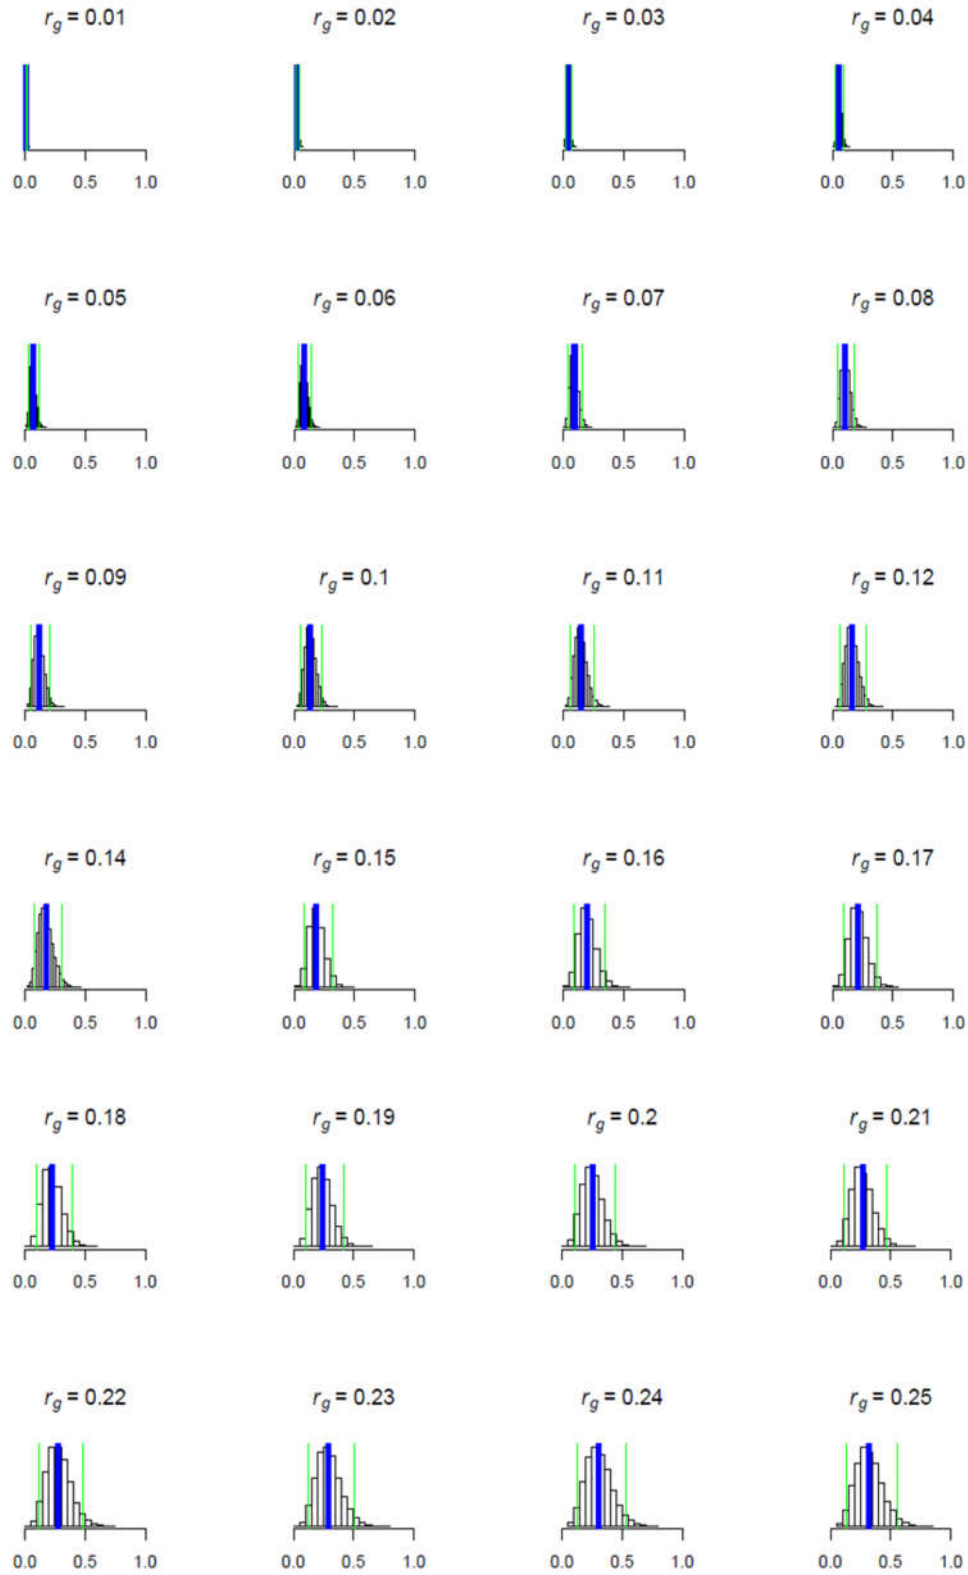 r_g = 0.01 r_g = 0.02 r_g = 0.03 r_g = 0.04
0.0 0.5 1.0 0.0 0.5 1.0 0.0 0.5 1.0 0.0 0.5 1.0
r_g = 0.05 r_g = 0.06 r_g = 0.07 r_g = 0.08
0.0 0.5 1.0 0.0 0.5 1.0 0.0 0.5 1.0 0.0 0.5 1.0
r_g = 0.09 r_g = 0.1 r_g = 0.11 r_g = 0.12
0.0 0.5 1.0 0.0 0.5 1.0 0.0 0.5 1.0 0.0 0.5 1.0
r_g = 0.14 r_g = 0.15 r_g = 0.16 r_g = 0.17
0.0 0.5 1.0 0.0 0.5 1.0 0.0 0.5 1.0 0.0 0.5 1.0
r_g = 0.18 r_g = 0.19 r_g = 0.2 r_g = 0.21
0.0 0.5 1.0 0.0 0.5 1.0 0.0 0.5 1.0 0.0 0.5 1.0
r_g = 0.22 r_g = 0.23 r_g = 0.24 r_g = 0.25
0.0 0.5 1.0 0.0 0.5 1.0 0.0 0.5 1.0 0.0 0.5 1.0